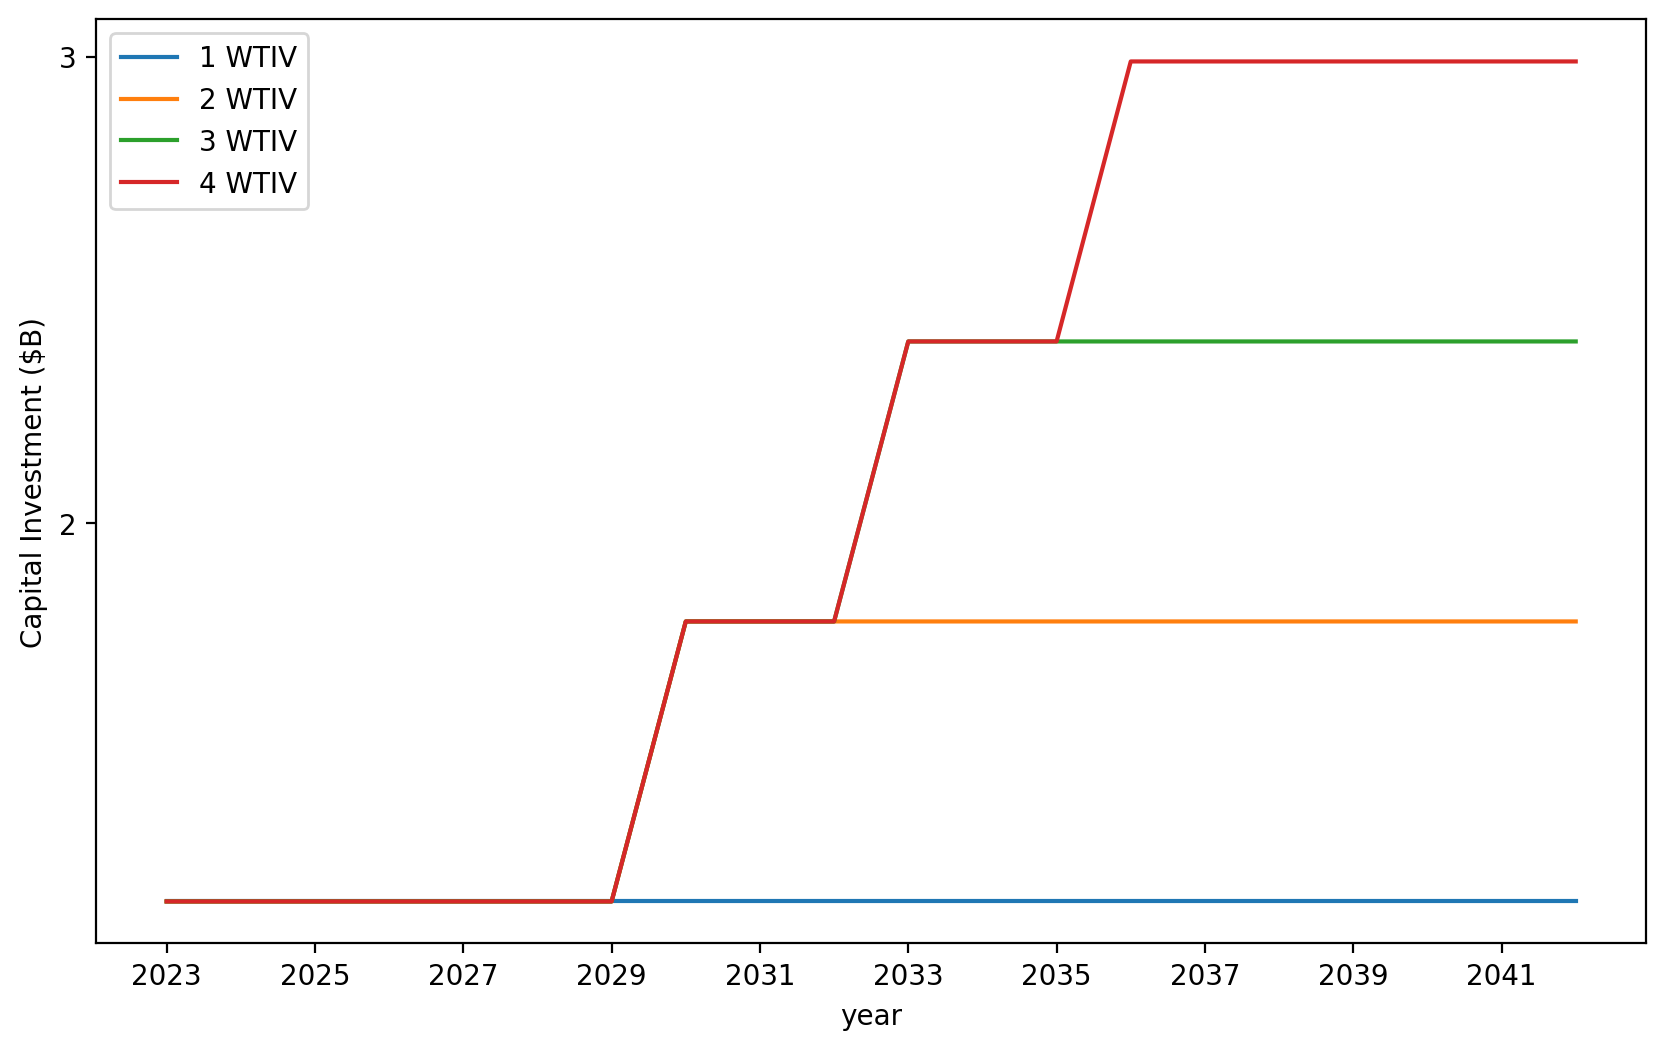 1 WTIV
2 WTIV
3 WTIV
4 WTIV
3
2
Capital Investment ($B)
2023 2025 2027 2029 2031 2033 2035 2037 2039 2041
year